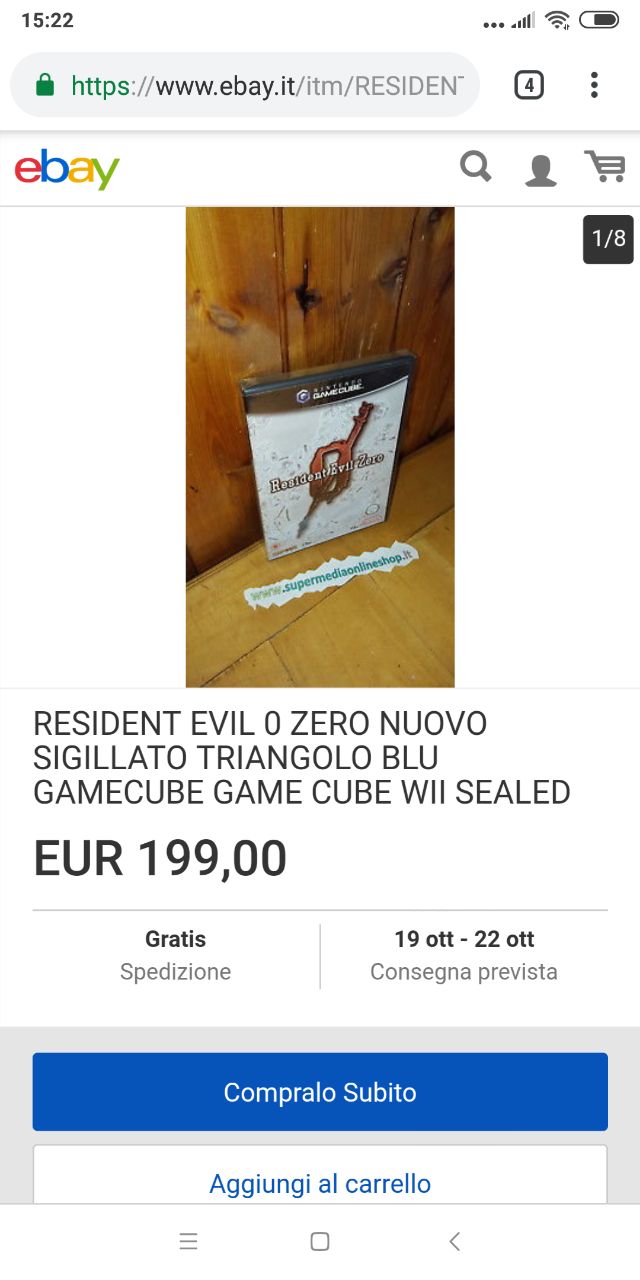 15:22
https://www.ebay.it/itm/RESIDENT
4
ebay
1/8
NINTENDO
GAMECUBE
Resident Evil Zero
www.supermediaonlineshop.it
RESIDENT EVIL 0 ZERO NUOVO
SIGILLATO TRIANGOLO BLU
GAMECUBE GAME CUBE WII SEALED
EUR 199,00
Gratis
Spedizione
19 ott - 22 ott
Consegna prevista
Compralo Subito
Aggiungi al carrello